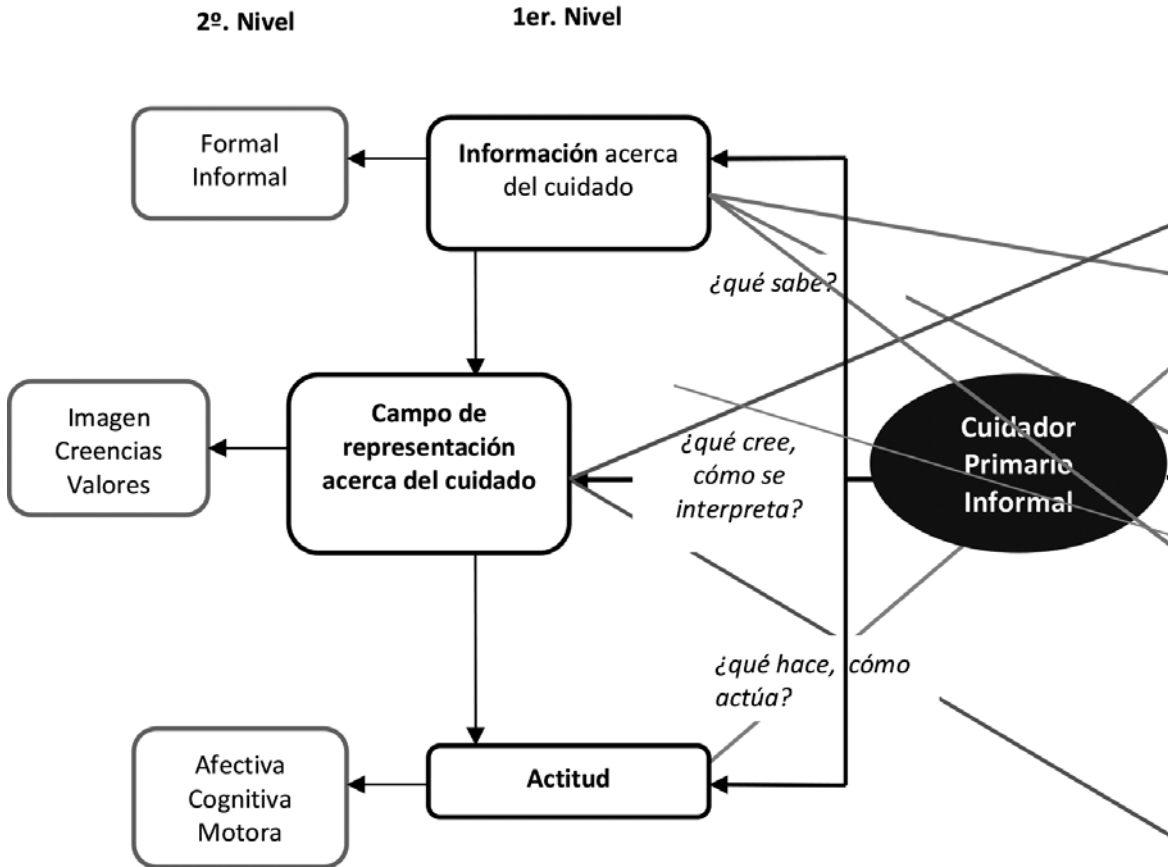 2º. Nivel
1er. Nivel
Formal
Informal
Información acerca
del cuidado
¿qué sabe?
Imagen
Creencias
Valores
Campo de
representación
acerca del cuidado
¿qué cree,
cómo se
interpreta?
Cuidador
Primario
Informal
¿qué hace, cómo
actúa?
Afectiva
Cognitiva
Motora
Actitud